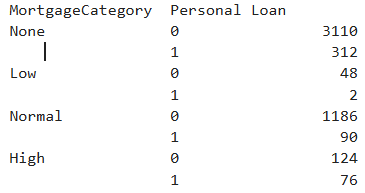 MortgageCategory  Personal Loan
None              0                3110
                  1                 312
Low               0                  48
                  1                   2
Normal            0                1186
                  1                  90
High              0                 124
                  1                  76